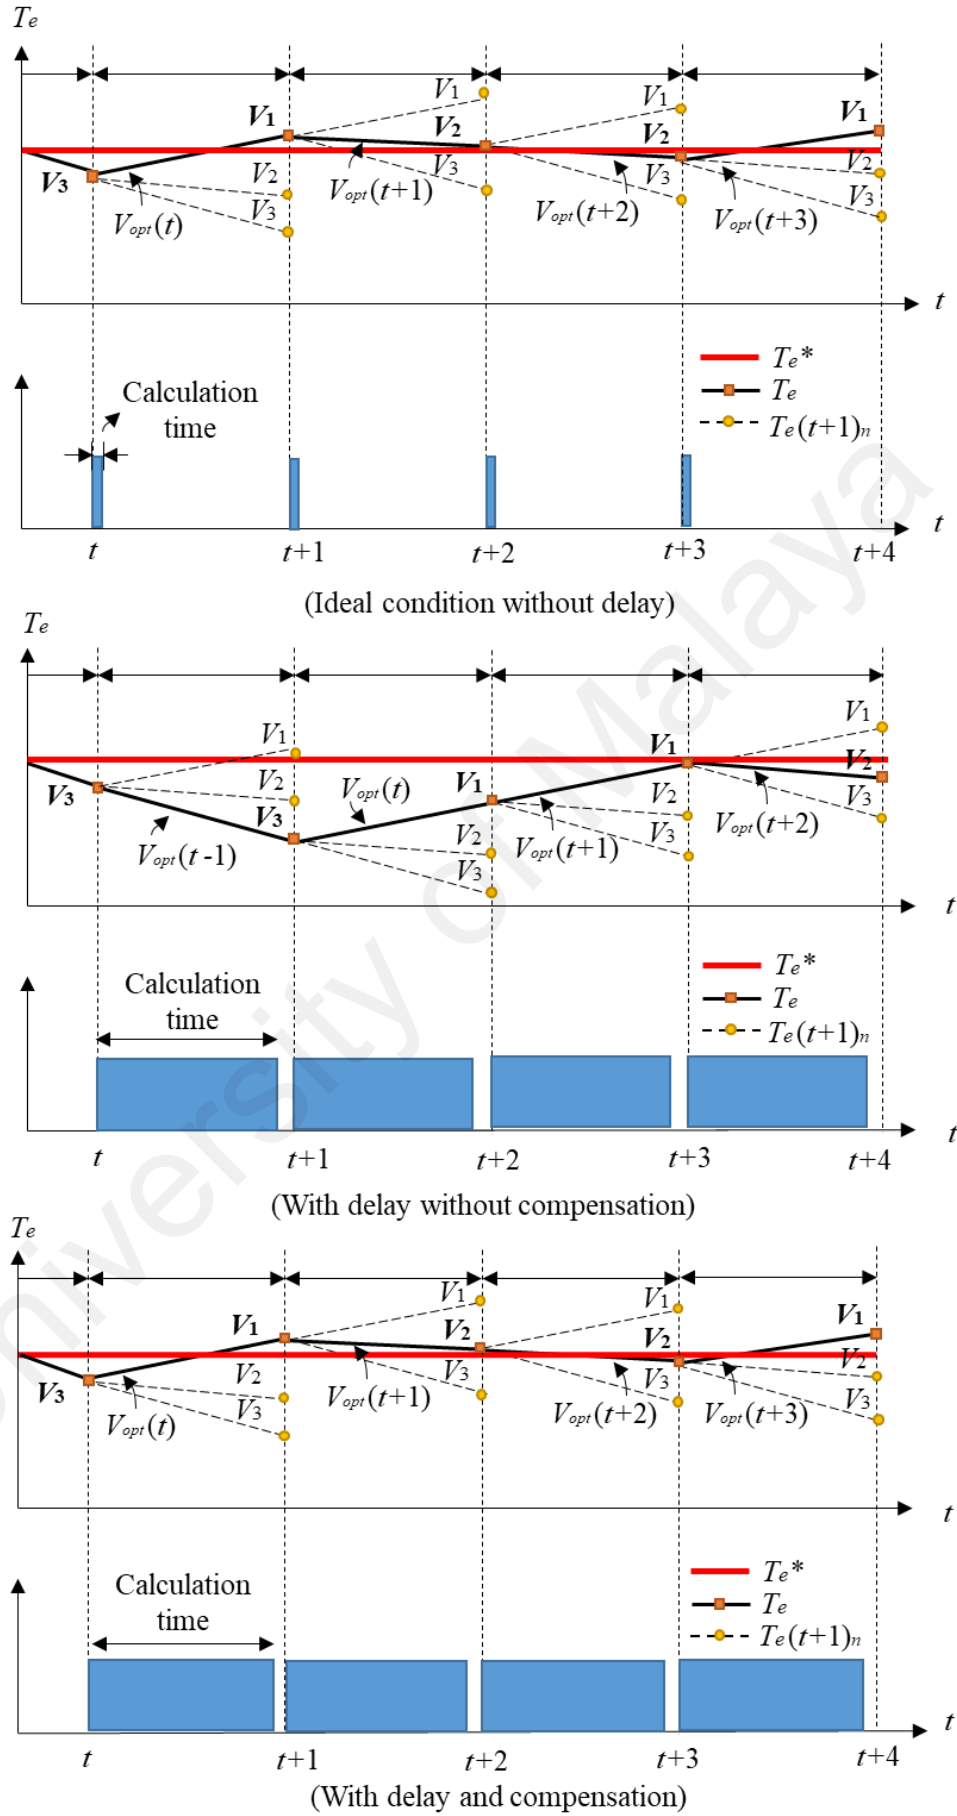 Te
V1
V1
V1
V1
V2
V2
V3
V2
V3
V3
V2
V3
V3
Vopt(t)
Vopt(t+1)
Vopt(t+2)
Vopt(t+3)
t
Te*
Te
Te(t+1)n
Calculation
time
t
t
t+1
t+2
t+3
t+4
(Ideal condition without delay)
Te
V1
V1
V1
V2
V3
V2
V3
V1
Vopt(t)
V2
V3
V3
V2
V3
Vopt(t-1)
Vopt(t+1)
Vopt(t+2)
t
Te*
Te
Te(t+1)n
Calculation
time
t
t
t+1
t+2
t+3
t+4
(With delay without compensation)
Te
V1
V1
V1
V1
V2
V2
V2
V3
V2
V3
V3
V3
V3
Vopt(t)
Vopt(t+1)
Vopt(t+2)
Vopt(t+3)
t
Te*
Te
Te(t+1)n
Calculation
time
t
t
t+1
t+2
t+3
t+4
(With delay and compensation)
University of Malaya